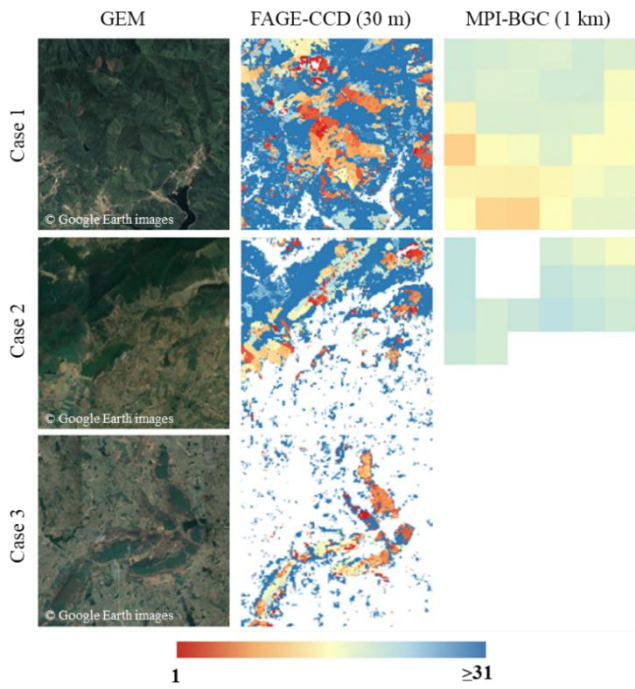 GEM FAGE-CCD (30 m) MPI-BGC (1 km)
Case 1
© Google Earth images
Case 2
© Google Earth images
Case 3
© Google Earth images
1 ≥31